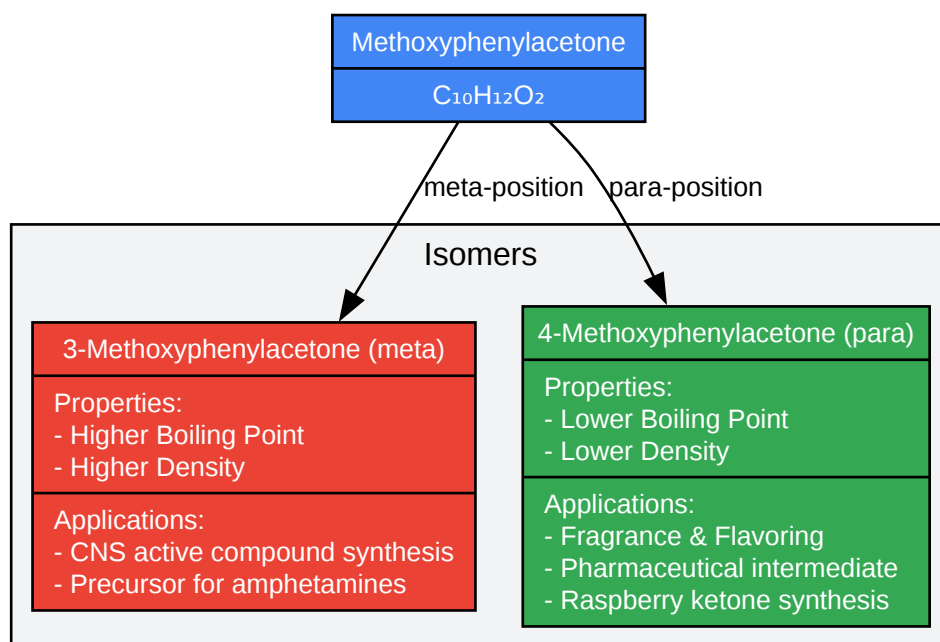 Methoxyphenylacetone
C₁₀H₁₂O₂
meta-position
para-position
Isomers
3-Methoxyphenylacetone (meta)
Properties:
- Higher Boiling Point
- Higher Density
Applications:
- CNS active compound synthesis
- Precursor for amphetamines
4-Methoxyphenylacetone (para)
Properties:
- Lower Boiling Point
- Lower Density
Applications:
- Fragrance & Flavoring
- Pharmaceutical intermediate
- Raspberry ketone synthesis